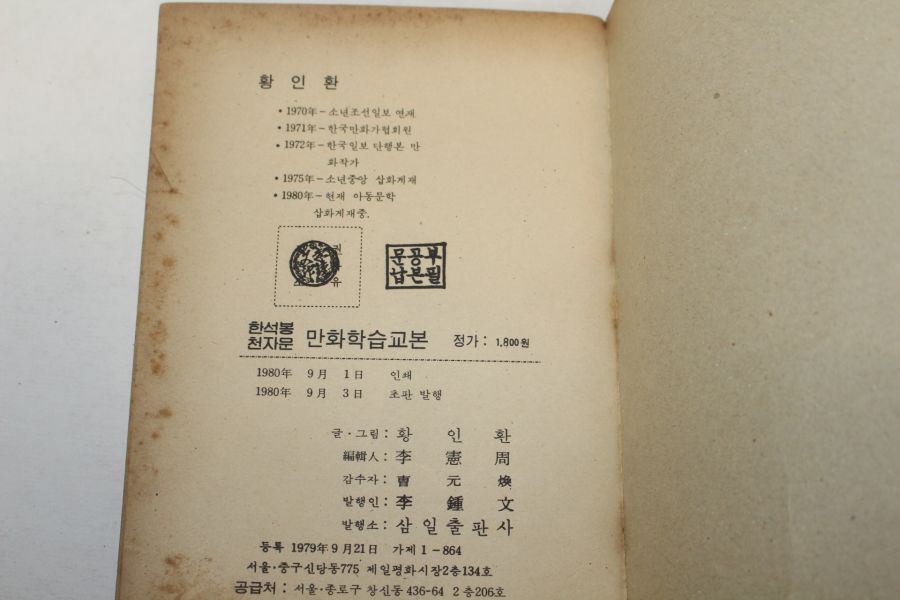 황 인 환
• 1970年 – 소년조선일보 연재
• 1971年 – 한국만화가협회원
• 1972年 – 한국일보 단행본 만
화작가
• 1975年 – 소년중앙 삽화게재
• 1980年 – 현재 아동문학
삽화게재중.
권
유
문공부
납본필
한석봉
천자문 만화학습교본 정가 : 1,800원
1980年 9月 1日 인쇄
1980年 9月 3日 초판 발행
글 · 그림 : 황 인 환
編輯人 : 李 憲 周
감수자 : 曺 元 煥
발행인 : 李 鍾 文
발행소 : 삼일출판사
등록 1979年 9月 21日 가제 1 – 864
서울 · 중구신당동 775 제일평화시장 2층 134호
공급처 : 서울 · 종로구 창신동 436-64 2층 206호